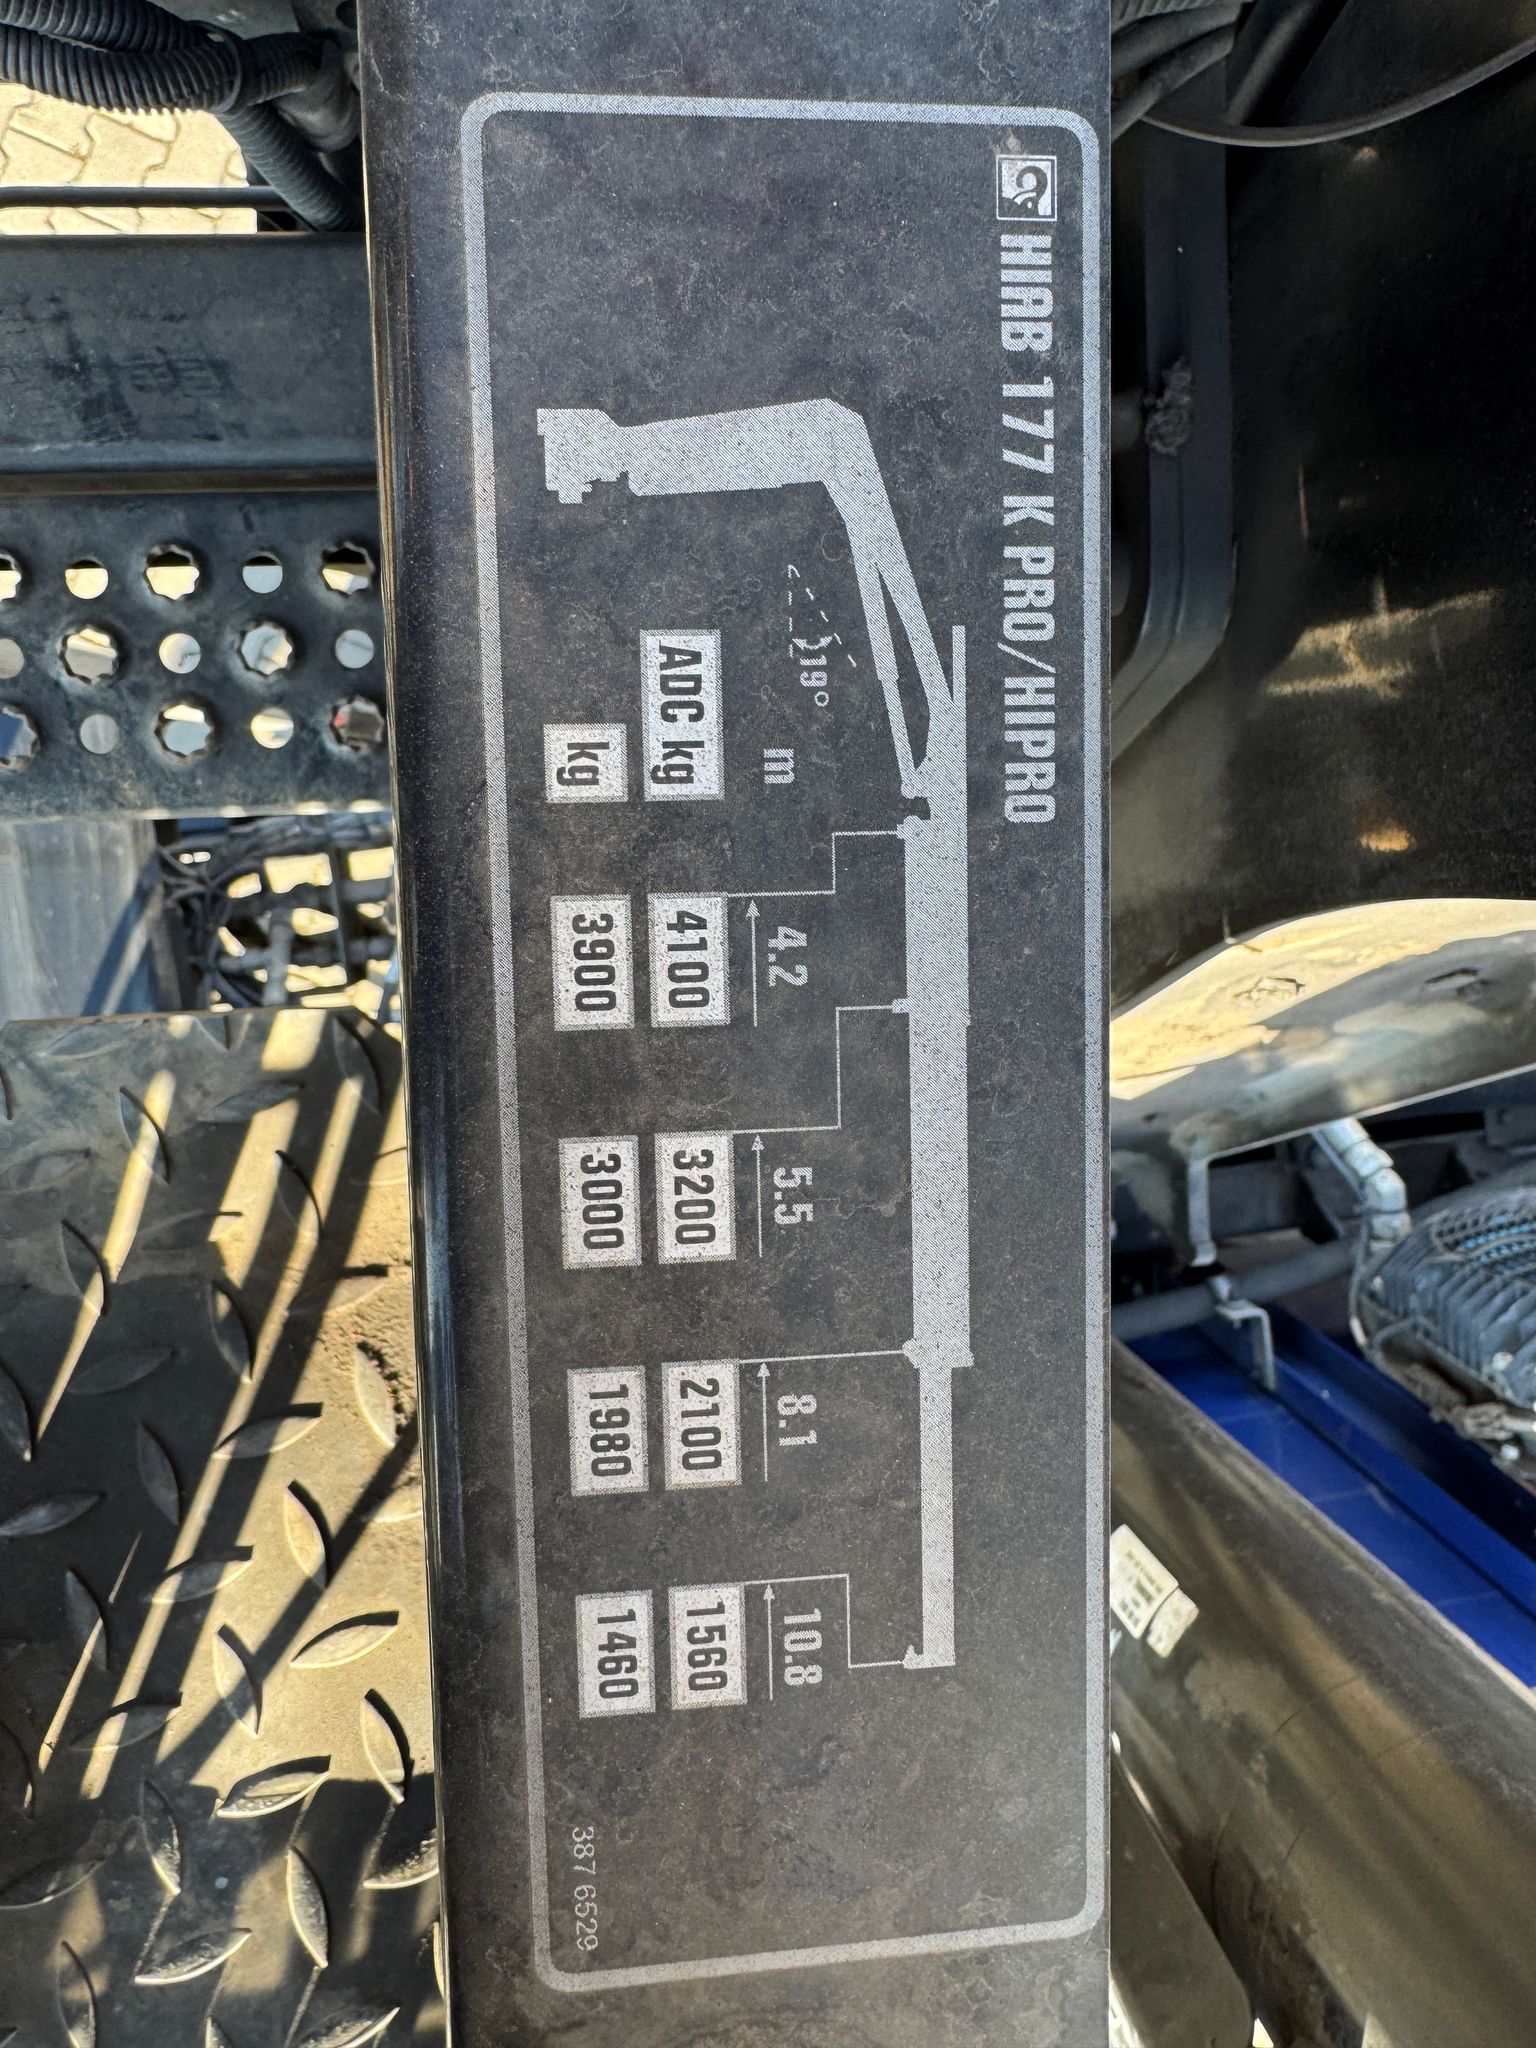 HIAB 177 K PRO/HIPRO
19°
m 4.2 5.5 8.1 10.8
ADC kg 4100 3200 2100 1560
kg 3900 3000 1980 1460
387 6529